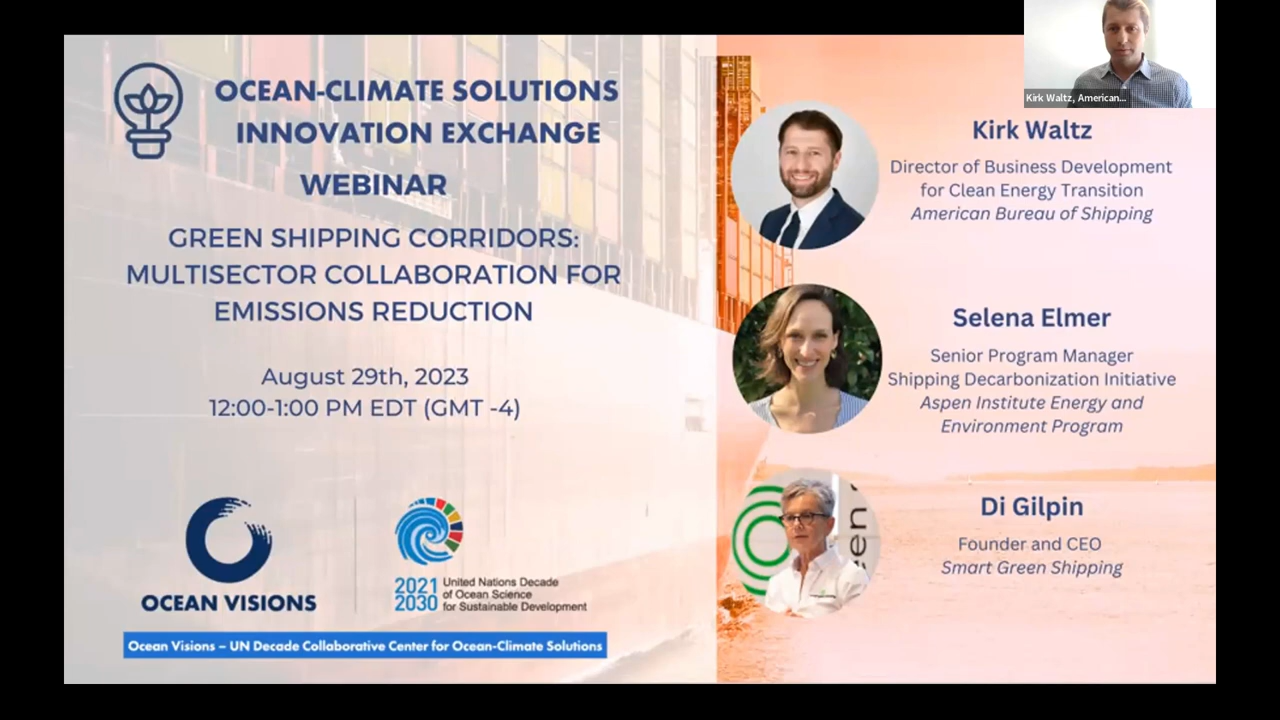 OCEAN-CLIMATE SOLUTIONS
INNOVATION EXCHANGE
WEBINAR
GREEN SHIPPING CORRIDORS:
MULTISECTOR COLLABORATION FOR
EMISSIONS REDUCTION
August 29th, 2023
12:00-1:00 PM EDT (GMT -4)
OCEAN VISIONS
2021
2030
United Nations Decade
of Ocean Science
for Sustainable Development
Ocean Visions – UN Decade Collaborative Center for Ocean-Climate Solutions
Kirk Waltz, American...
Kirk Waltz
Director of Business Development
for Clean Energy Transition
American Bureau of Shipping
Selena Elmer
Senior Program Manager
Shipping Decarbonization Initiative
Aspen Institute Energy and
Environment Program
Di Gilpin
Founder and CEO
Smart Green Shipping